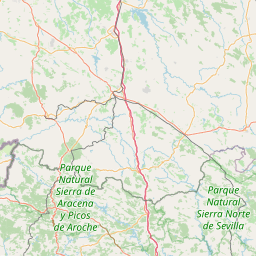 Parque
Natural
Sierra de
Aracena
y Picos
de Aroche
Parque
Natural
Sierra Norte
de Sevilla